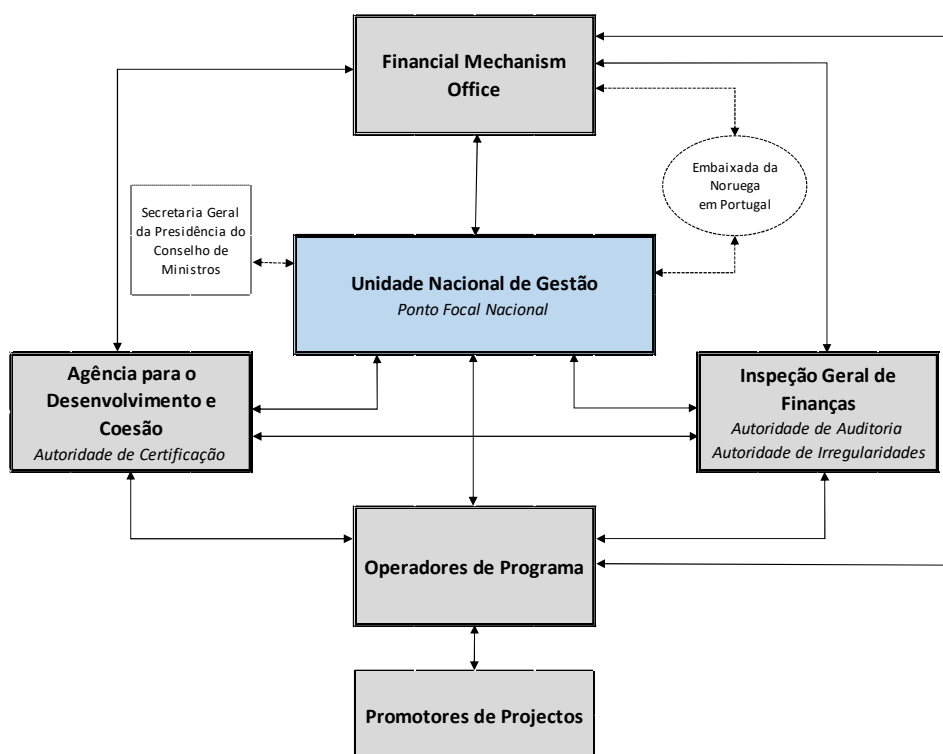 Financial Mechanism
Office
Embaixada da
Noruega
em Portugal
Secretaria Geral
da Presidência do
Conselho de
Ministros
Unidade Nacional de Gestão
Ponto Focal Nacional
Agência para o
Desenvolvimento e
Coesão
Autoridade de Certificação
Inspeção Geral de
Finanças
Autoridade de Auditoria
Autoridade de Irregularidades
Operadores de Programa
Promotores de Projectos